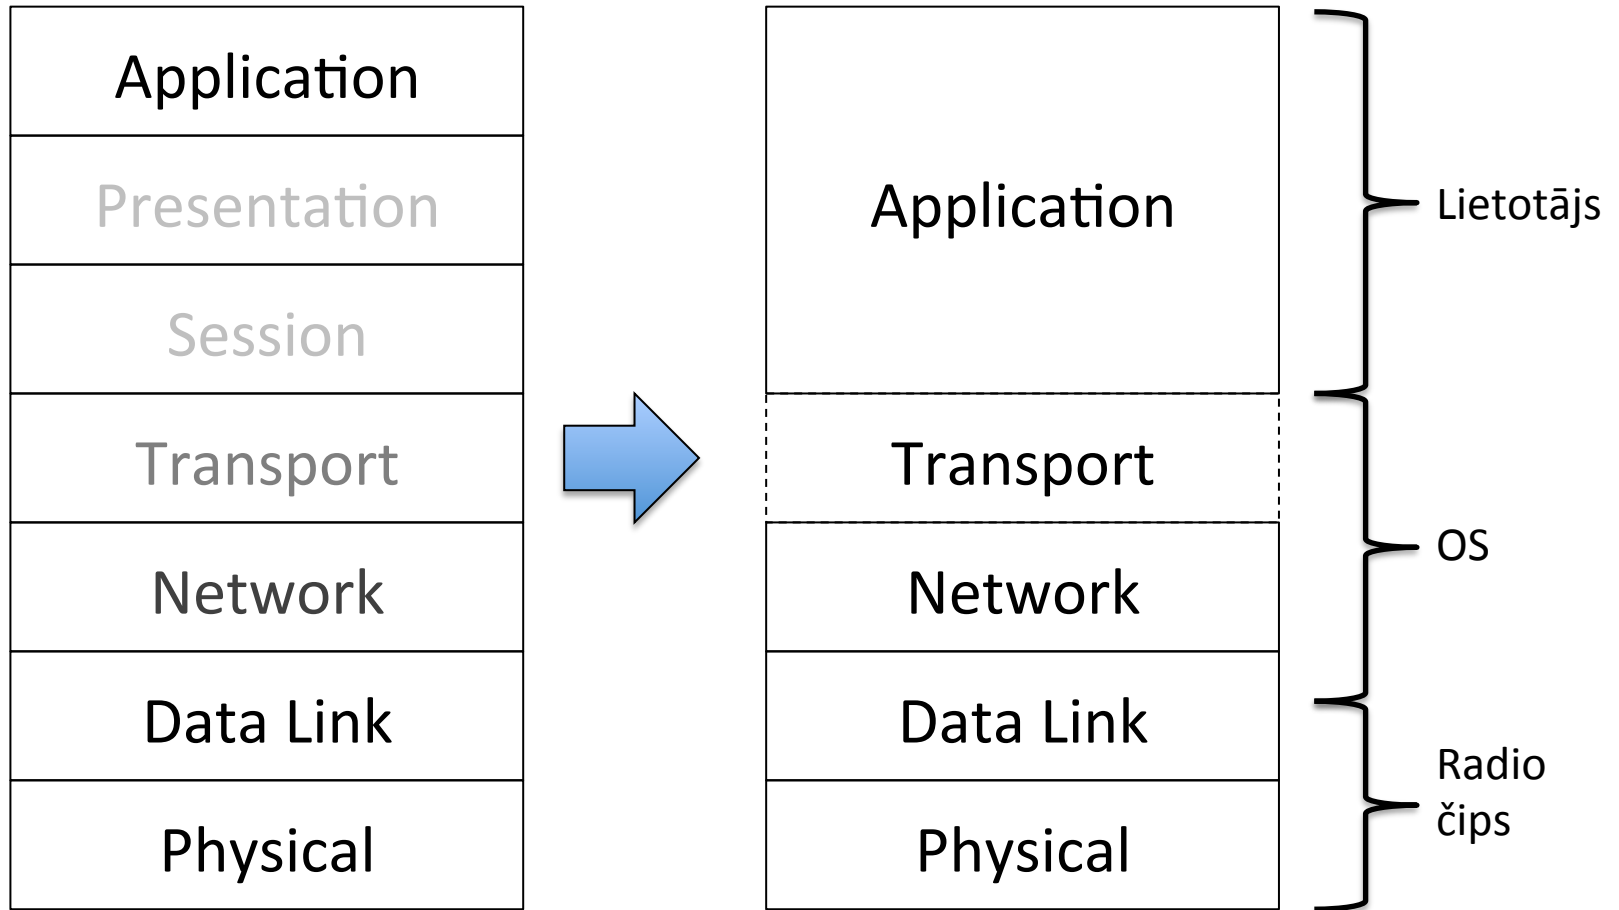 Application
Presentation
Session
Transport
Network
Data Link
Physical
Application
Transport
Network
Data Link
Physical
Lietotājs
OS
Radio
čips